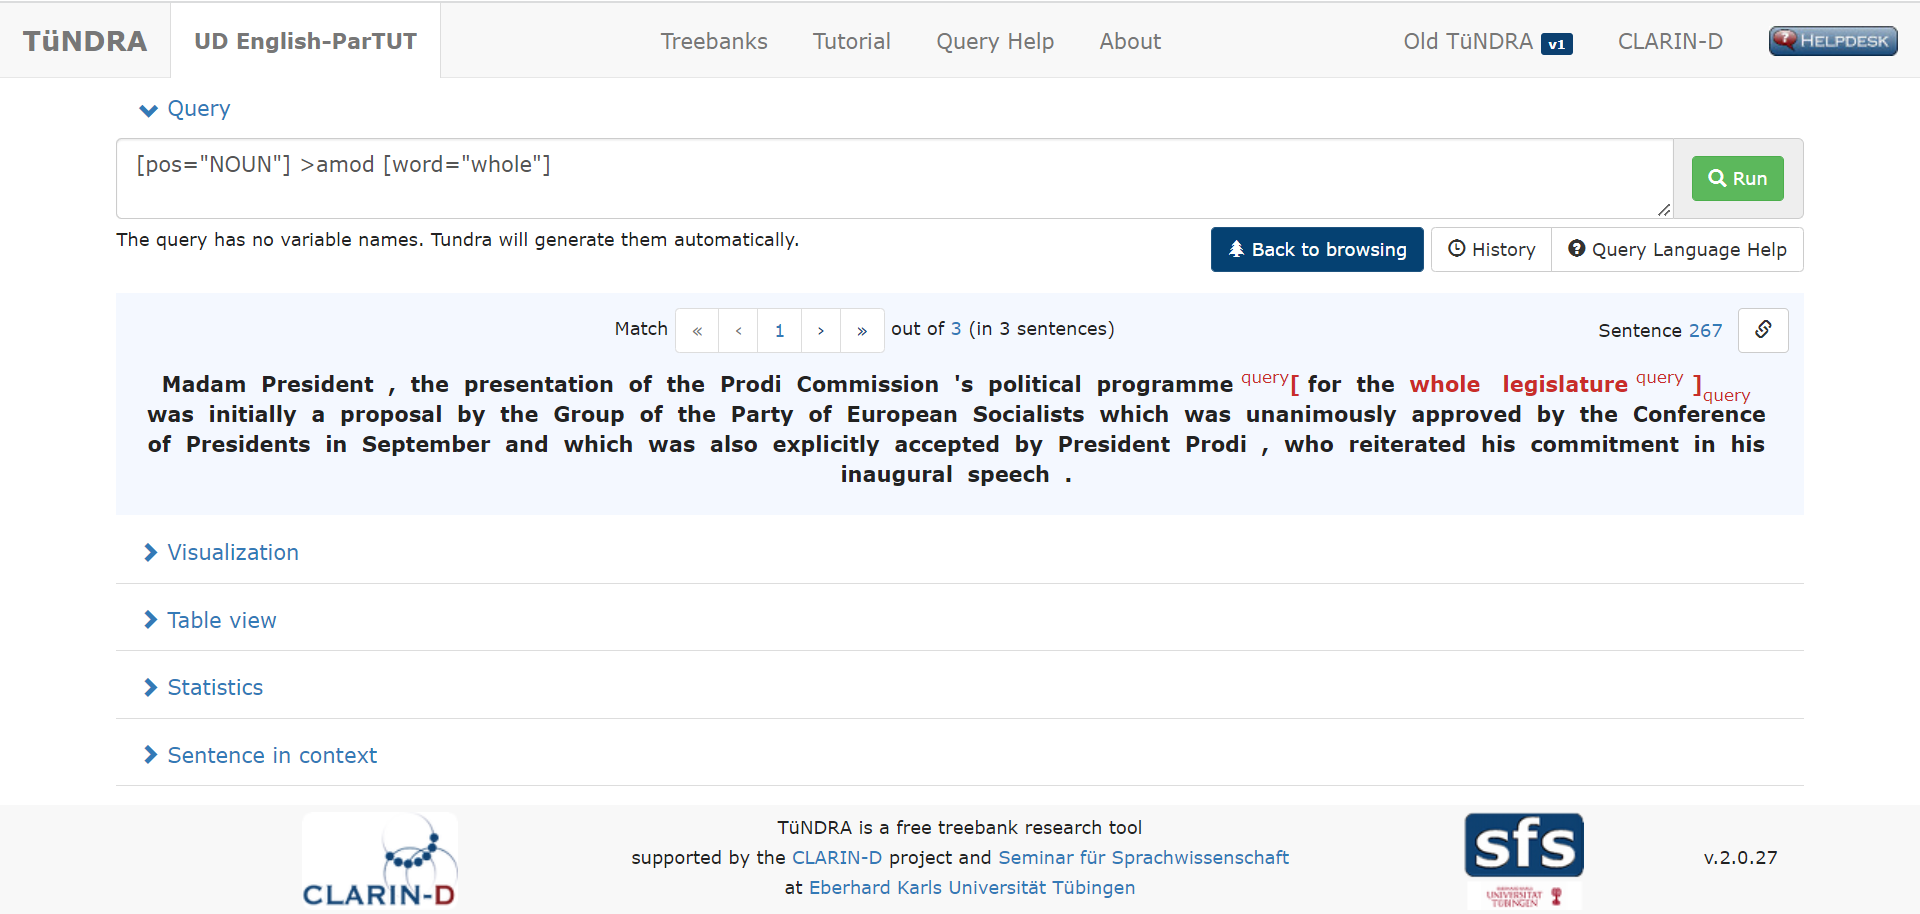 TüNDRA UD English-ParTUT Treebanks Tutorial Query Help About Old TüNDRA v1 CLARIN-D ? HELPDESK
Query
[pos="NOUN"] >amod [word="whole"]
Run
The query has no variable names. Tundra will generate them automatically.
Back to browsing History Query Language Help
Match « ‹ 1 › » out of 3 (in 3 sentences) Sentence 267
Madam President , the presentation of the Prodi Commission 's political programme query[ for the whole legislature query ]query
was initially a proposal by the Group of the Party of European Socialists which was unanimously approved by the Conference
of Presidents in September and which was also explicitly accepted by President Prodi , who reiterated his commitment in his
inaugural speech .
Visualization
Table view
Statistics
Sentence in context
CLARIN-D
TüNDRA is a free treebank research tool
supported by the CLARIN-D project and Seminar für Sprachwissenschaft
at Eberhard Karls Universität Tübingen
sfs
EBERHARD KARLS
UNIVERSITÄT
TÜBINGEN
v.2.0.27